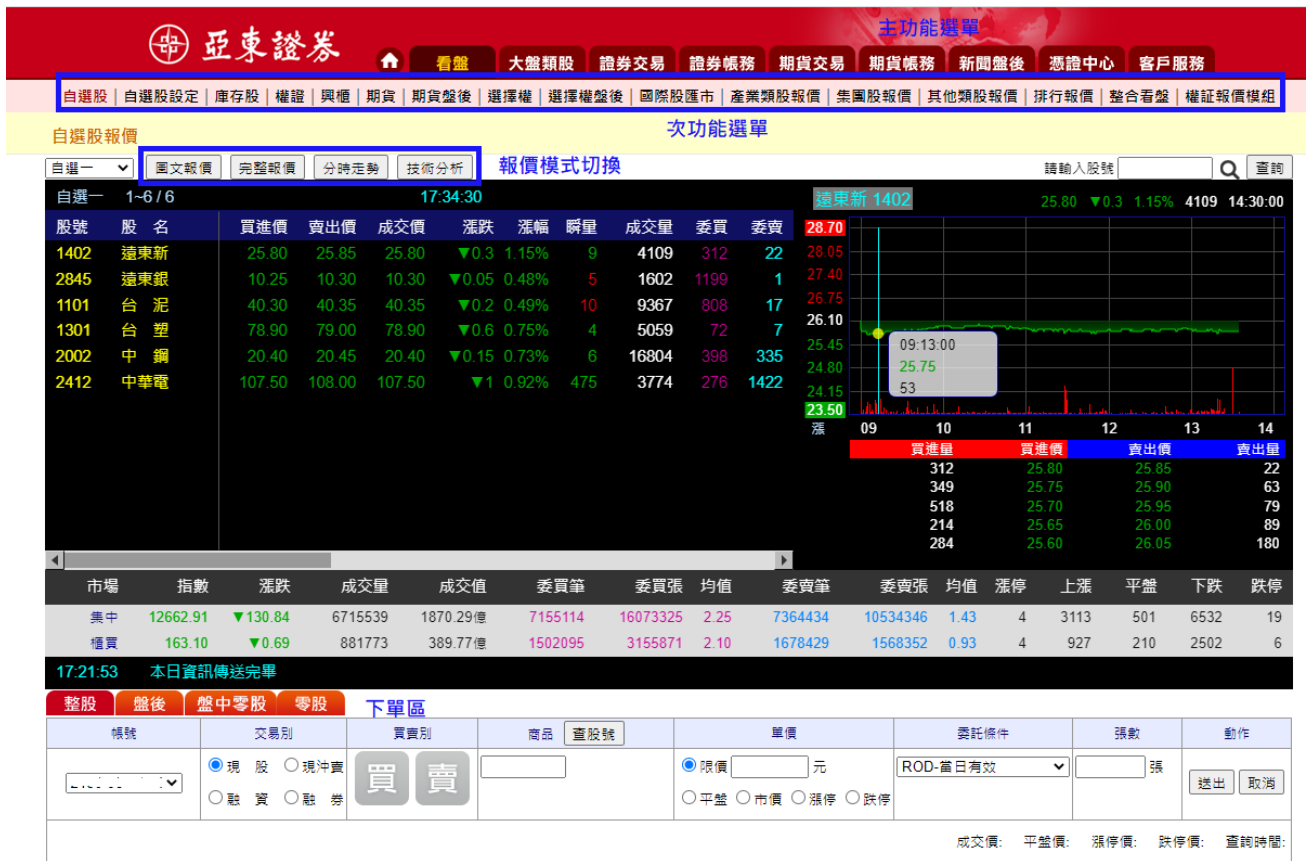 主功能選單
亞東證券 看盤 大盤類股 證券交易 證券帳務 期貨交易 期貨帳務 新聞盤後 憑證中心 客戶服務
自選股 | 自選股設定 | 庫存股 | 權證 | 興櫃 | 期貨 | 期貨盤後 | 選擇權 | 選擇權盤後 | 國際股匯市 | 產業類股報價 | 集團股報價 | 其他類股報價 | 排行報價 | 整合看盤 | 權証報價模組
自選股報價 次功能選單
自選一 圖文報價 完整報價 分時走勢 技術分析 報價模式切換 請輸入股號 查詢
自選一 1~6 / 6 17:34:30 遠東新 1402 25.80 ▼0.3 1.15% 4109 14:30:00
股號 股 名 買進價 賣出價 成交價 漲跌 漲幅 瞬量 成交量 委買 委賣
1402 遠東新 25.80 25.85 25.80 ▼0.3 1.15% 9 4109 312 22
2845 遠東銀 10.25 10.30 10.30 ▼0.05 0.48% 5 1602 1199 1
1101 台 泥 40.30 40.35 40.35 ▼0.2 0.49% 10 9367 808 17
1301 台 塑 78.90 79.00 78.90 ▼0.6 0.75% 4 5059 72 7
2002 中 鋼 20.40 20.45 20.40 ▼0.15 0.73% 6 16804 398 335
2412 中華電 107.50 108.00 107.50 ▼1 0.92% 475 3774 276 1422
28.70
28.05
27.40
26.75
26.10
25.45
24.80
24.15
23.50
09:13:00
25.75
53
漲 09 10 11 12 13 14
買進量 買進價 賣出價 賣出量
312 25.80 25.85 22
349 25.75 25.90 63
518 25.70 25.95 79
214 25.65 26.00 89
284 25.60 26.05 180
市場 指數 漲跌 成交量 成交值 委買筆 委買張 均值 委賣筆 委賣張 均值 漲停 上漲 平盤 下跌 跌停
集中 12662.91 ▼130.84 6715539 1870.29億 7155114 16073325 2.25 7364434 10534346 1.43 4 3113 501 6532 19
櫃買 163.10 ▼0.69 881773 389.77億 1502095 3155871 2.10 1678429 1568352 0.93 4 927 210 2502 6
17:21:53 本日資訊傳送完畢
整股 盤後 盤中零股 零股 下單區
帳號 交易別 買賣別 商品 查股號 單價 委託條件 張數 動作
現 股 現沖賣 買 賣 限價 元 ROD-當日有效 張 送出 取消
融 資 融 券 平盤 市價 漲停 跌停
成交價: 平盤價: 漲停價: 跌停價: 查詢時間: